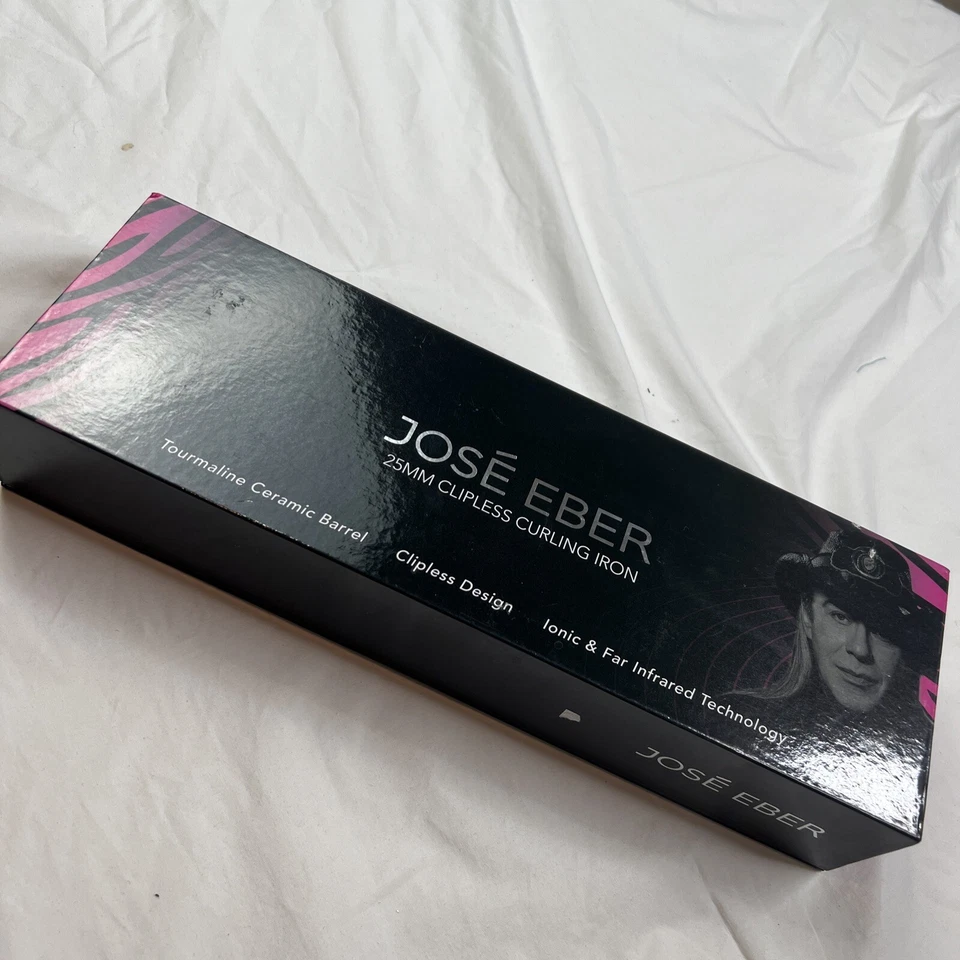 JOSÉ EBER
25MM CLIPLESS CURLING IRON
Tourmaline Ceramic Barrel
Clipless Design
Ionic & Far Infrared Technology
JOSÉ EBER